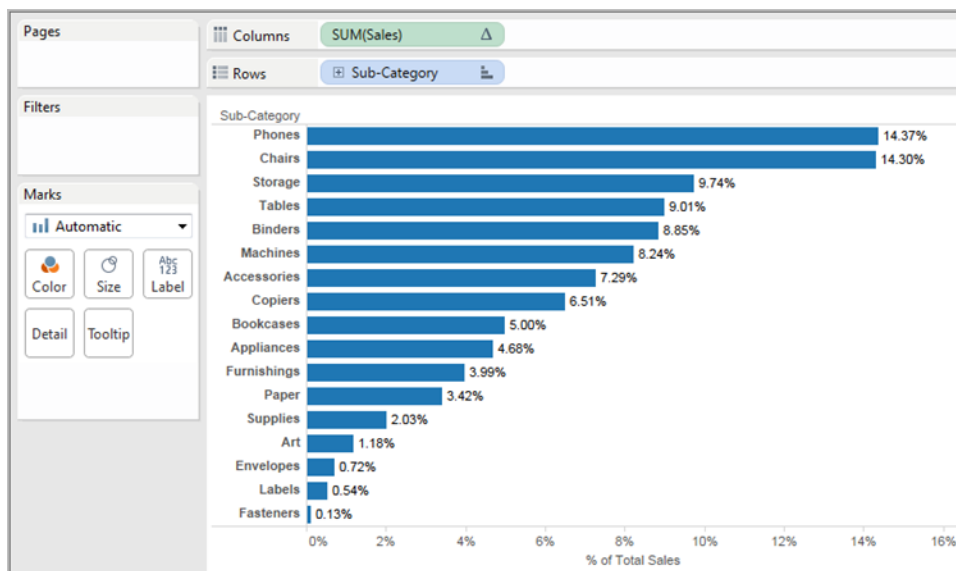 Pages
Columns SUM(Sales) Δ
Rows Sub-Category
Filters
Marks
Automatic
Color Size Abc 123 Label
Detail Tooltip
Sub-Category
Phones 14.37%
Chairs 14.30%
Storage 9.74%
Tables 9.01%
Binders 8.85%
Machines 8.24%
Accessories 7.29%
Copiers 6.51%
Bookcases 5.00%
Appliances 4.68%
Furnishings 3.99%
Paper 3.42%
Supplies 2.03%
Art 1.18%
Envelopes 0.72%
Labels 0.54%
Fasteners 0.13%
0% 2% 4% 6% 8% 10% 12% 14% 16%
% of Total Sales